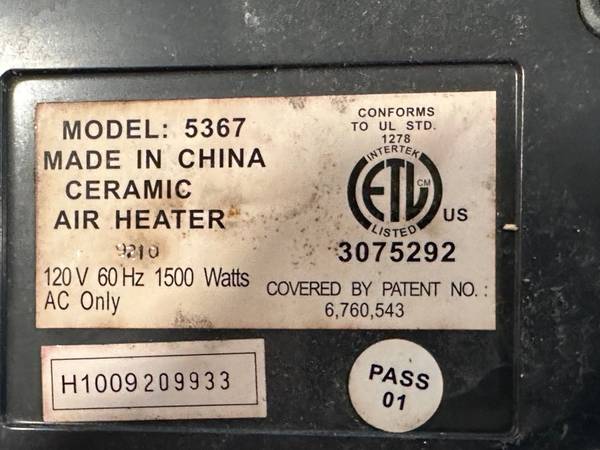 MODEL: 5367
MADE IN CHINA
CERAMIC
AIR HEATER
9210
120 V 60 Hz 1500 Watts
AC Only
CONFORMS
TO UL STD.
1278
INTERTEK
ETL CM
US
LISTED
3075292
COVERED BY PATENT NO. :
6,760,543
H1009209933
PASS
01